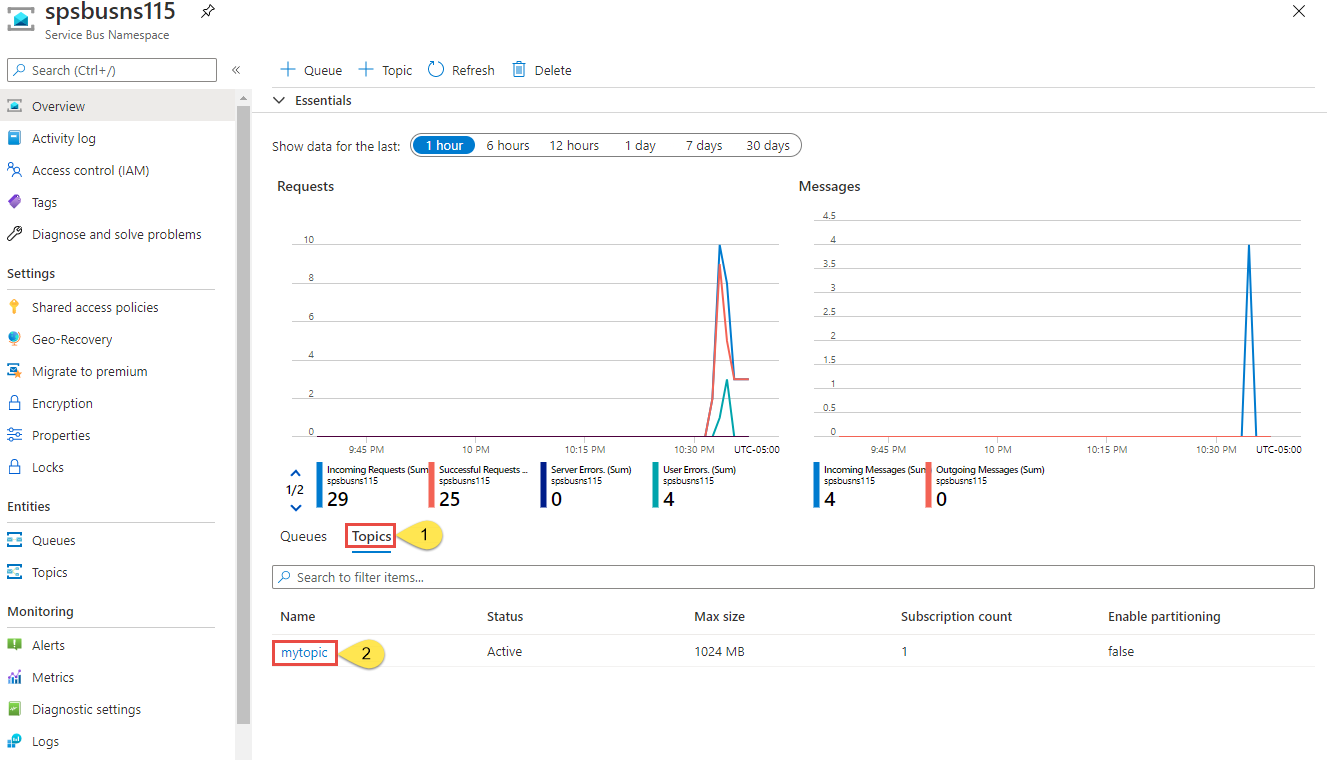 spsbusns115
Service Bus Namespace
Search (Ctrl+/)
«
Overview
Activity log
Access control (IAM)
Tags
Diagnose and solve problems
Settings
Shared access policies
Geo-Recovery
Migrate to premium
Encryption
Properties
Locks
Entities
Queues
Topics
Monitoring
Alerts
Metrics
Diagnostic settings
Logs
Queue Topic Refresh Delete
Essentials
Show data for the last: 1 hour 6 hours 12 hours 1 day 7 days 30 days
Requests
10
8
6
4
2
0
9:45 PM 10 PM 10:15 PM 10:30 PM UTC-05:00
1/2
Incoming Requests (Sum)
spsbusns115
29
Successful Requests ...
spsbusns115
25
Server Errors. (Sum)
spsbusns115
0
User Errors. (Sum)
spsbusns115
4
Messages
4.5
4
3.5
3
2.5
2
1.5
1
0.5
0
9:45 PM 10 PM 10:15 PM 10:30 PM UTC-05:00
Incoming Messages (Sum)
spsbusns115
4
Outgoing Messages (Sum)
spsbusns115
0
Queues Topics 1
Search to filter items...
Name Status Max size Subscription count Enable partitioning
mytopic 2 Active 1024 MB 1 false